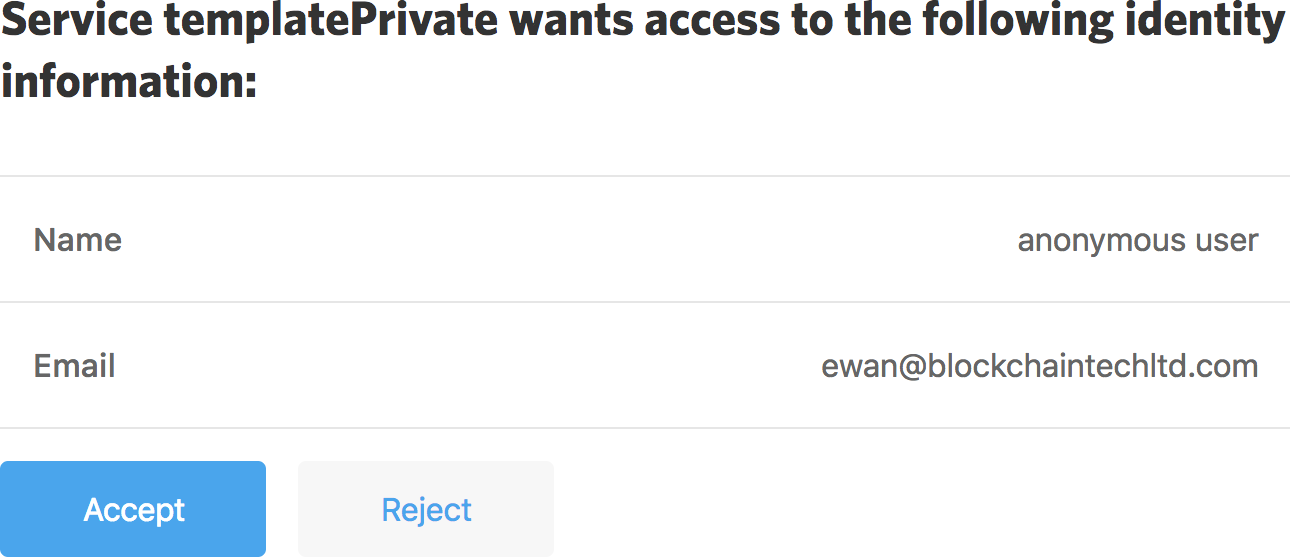 Service templatePrivate wants access to the following identity
information:
Name
anonymous user
Email
ewan@blockchaintechltd.com
Accept
Reject